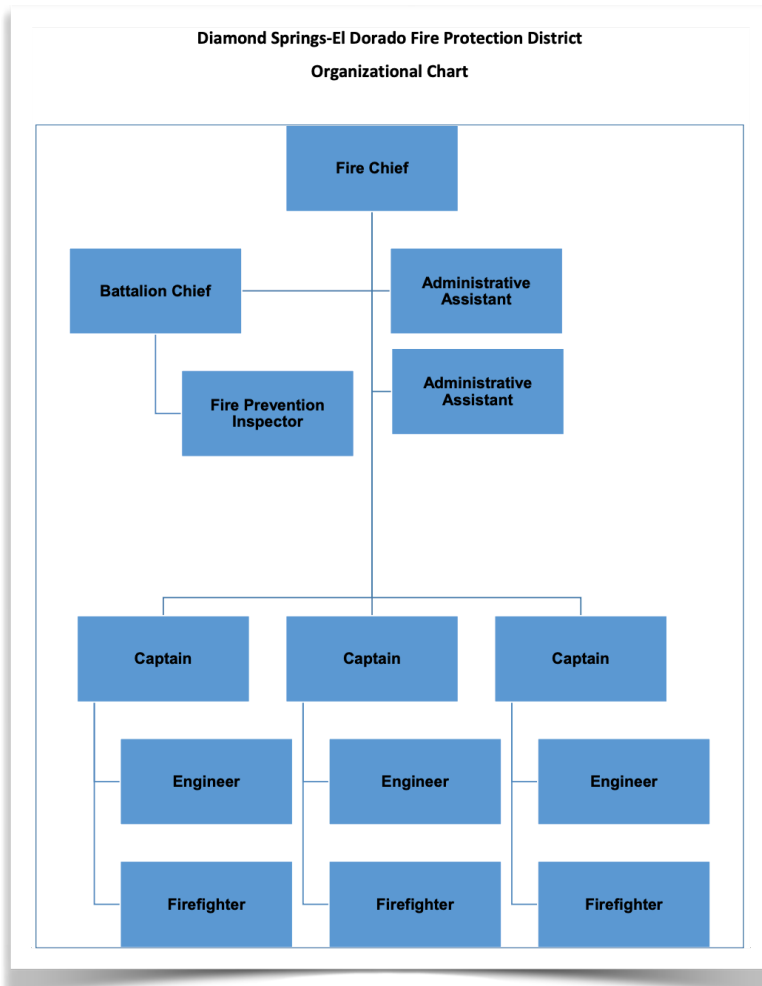 Diamond Springs-El Dorado Fire Protection District
Organizational Chart
Fire Chief
Battalion Chief
Administrative
Assistant
Fire Prevention
Inspector
Administrative
Assistant
Captain
Captain
Captain
Engineer
Engineer
Engineer
Firefighter
Firefighter
Firefighter